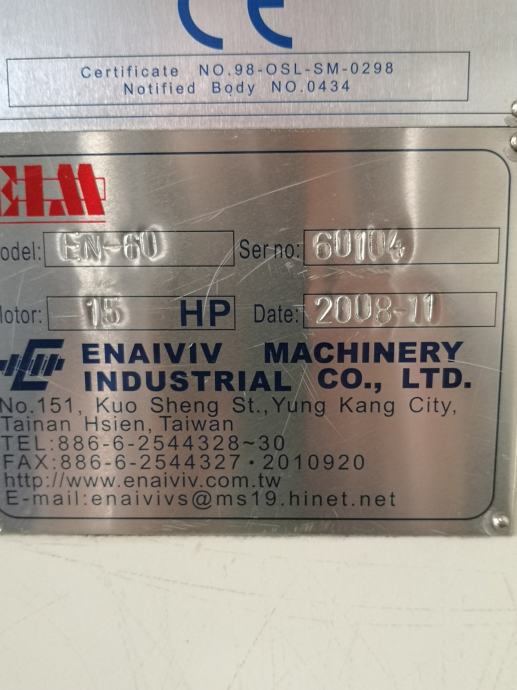 CE
Certificate NO.98-OSL-SM-0298
Notified Body NO.0434
EIM
odel: EN-60 Ser no: 60104
Motor: 15 HP Date: 2008-11
ENAIVIV MACHINERY
INDUSTRIAL CO., LTD.
No.151, Kuo Sheng St.,Yung Kang City,
Tainan Hsien, Taiwan
TEL:886-6-2544328~30
FAX:886-6-2544327·2010920
http://www.enaiviv.com.tw
E-mail:enaivivs@ms19.hinet.net